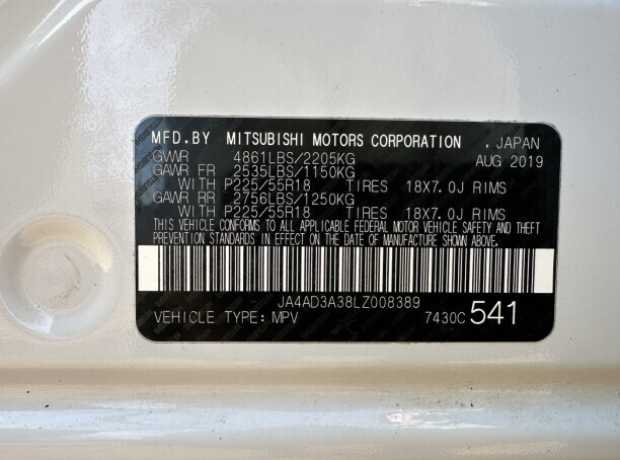 MFD.BY MITSUBISHI MOTORS CORPORATION . JAPAN
GVWR 4861LBS/2205KG AUG 2019
GAWR FR 2535LBS/1150KG
WITH P225/55R18 TIRES 18X7.0J RIMS
GAWR RR 2756LBS/1250KG
WITH P225/55R18 TIRES 18X7.0J RIMS
THIS VEHICLE CONFORMS TO ALL APPLICABLE FEDERAL MOTOR VEHICLE SAFETY AND THEFT
PREVENTION STANDARDS IN EFFECT ON THE DATE OF MANUFACTURE SHOWN ABOVE.
JA4AD3A38LZ008389
VEHICLE TYPE: MPV 7430C 541